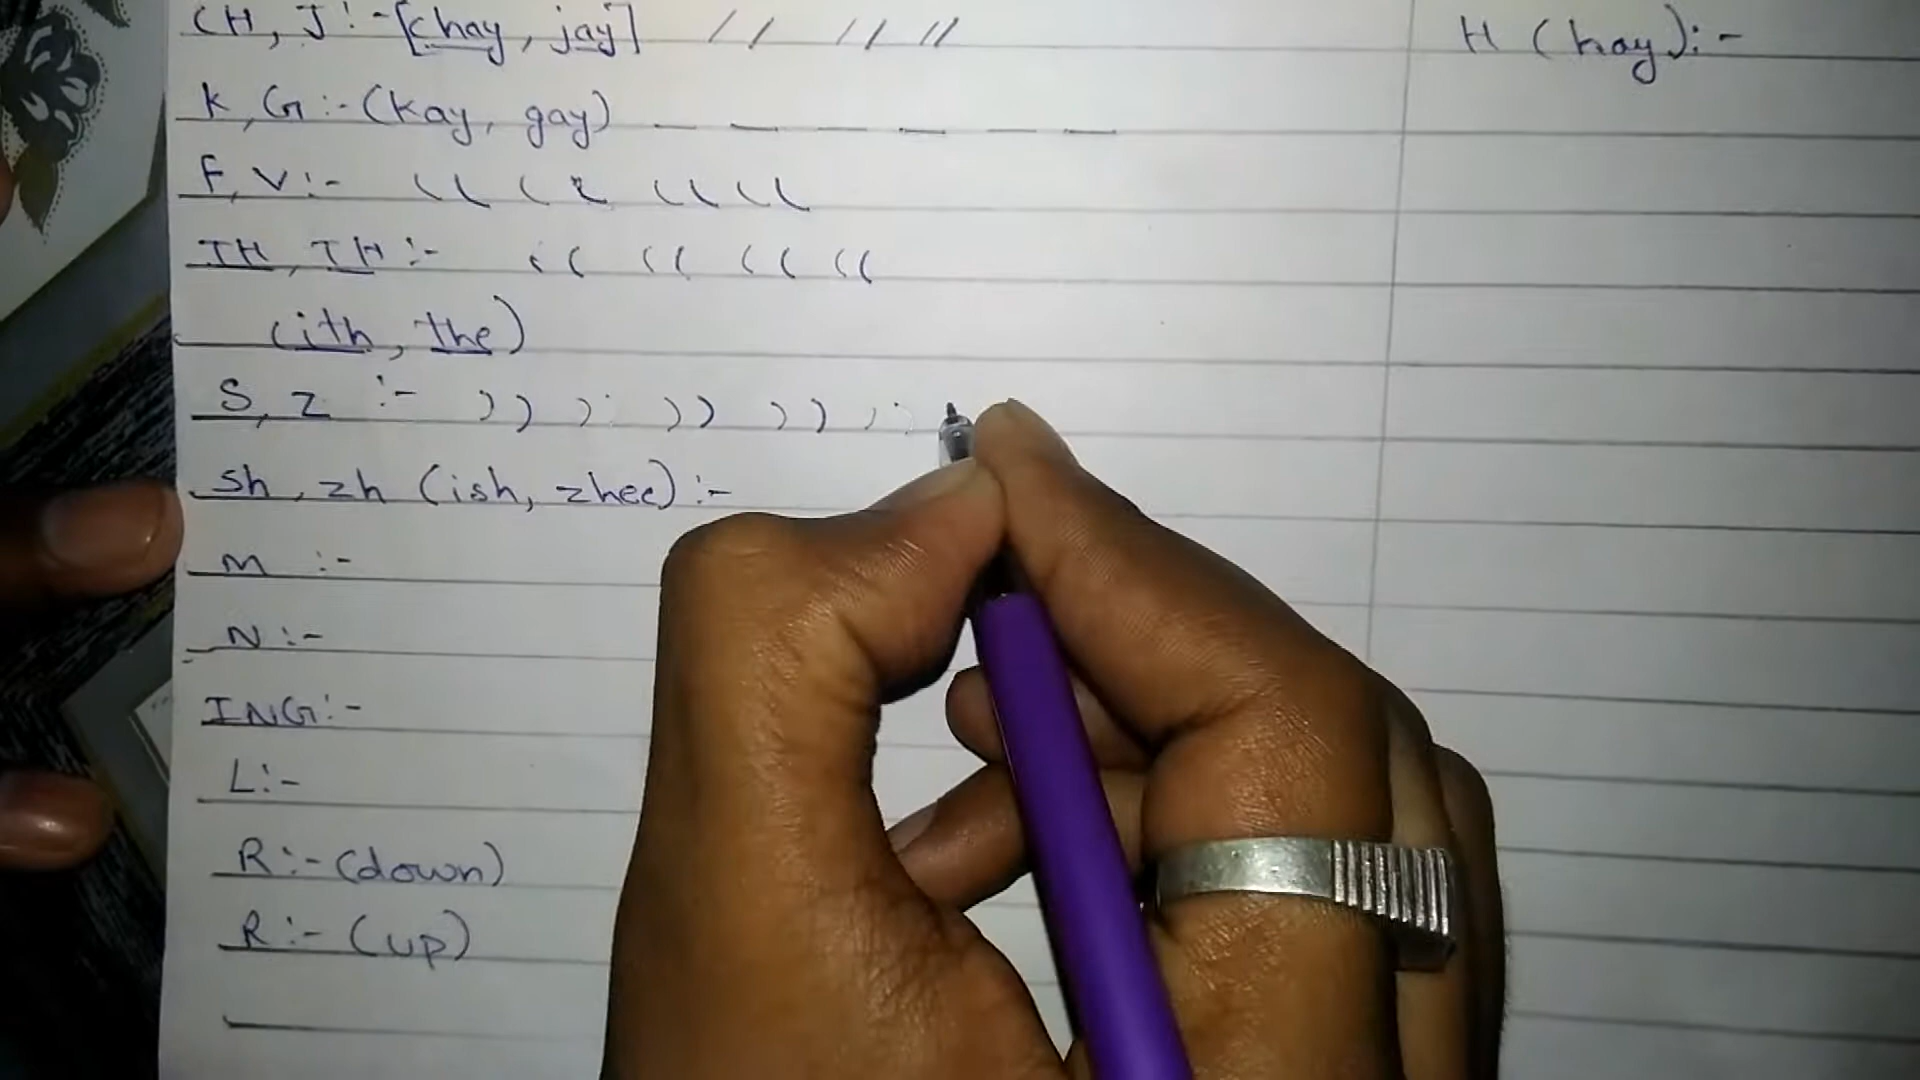 CH, J :- [chay, jay] / / / / / /
K, G :- (kay, gay) _ _ _ _ _ _
F, V :- ( ( ( ( ( ( ( (
TH, TH :- ( ( ( ( ( ( ( (
(ith, the)
S, Z :- ) ) ) ) ) ) ) ) )
sh, zh (ish, zhee) :-
M :-
N :-
ING :-
L :-
R :- (down)
R :- (up)
H (hay) :-